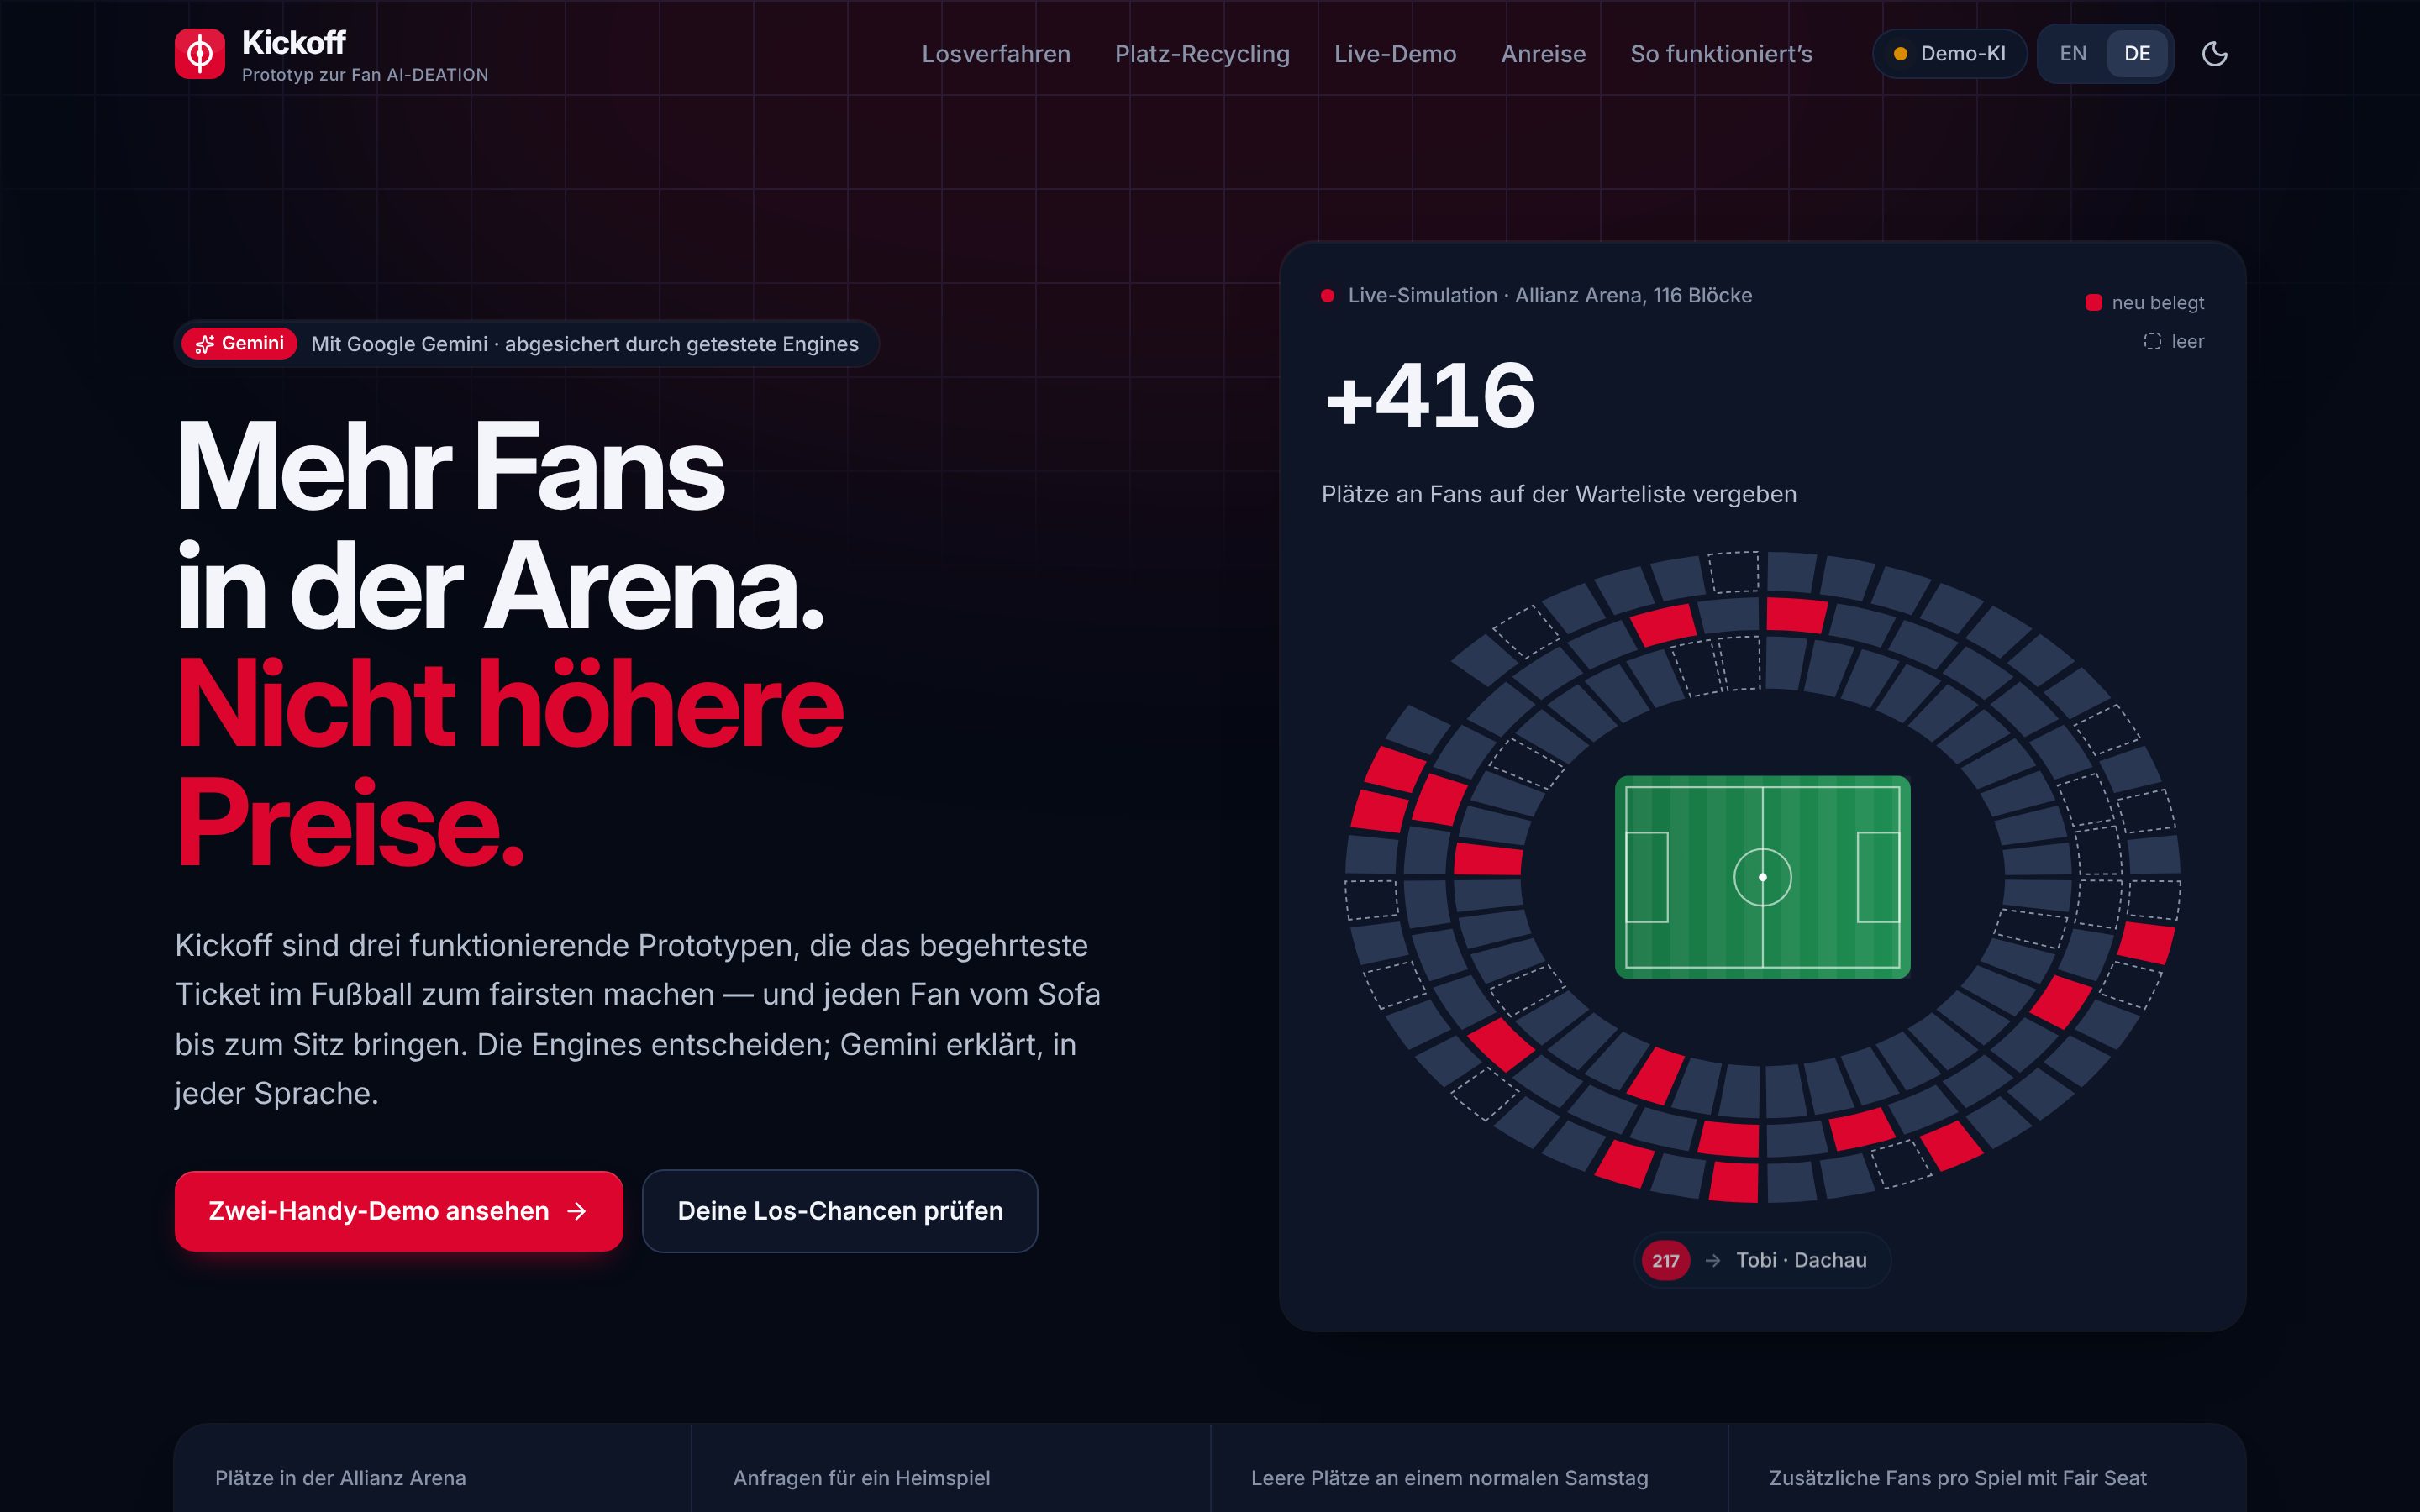 Kickoff
Prototyp zur Fan AI-DEATION
Losverfahren
Platz-Recycling
Live-Demo
Anreise
So funktioniert’s
Demo-KI
EN
DE
Gemini
Mit Google Gemini · abgesichert durch getestete Engines
Mehr Fans
in der Arena.
Nicht höhere
Preise.
Kickoff sind drei funktionierende Prototypen, die das begehrteste
Ticket im Fußball zum fairsten machen — und jeden Fan vom Sofa
bis zum Sitz bringen. Die Engines entscheiden; Gemini erklärt, in
jeder Sprache.
Zwei-Handy-Demo ansehen →
Deine Los-Chancen prüfen
Live-Simulation · Allianz Arena, 116 Blöcke
neu belegt
leer
+416
Plätze an Fans auf der Warteliste vergeben
217 → Tobi · Dachau
Plätze in der Allianz Arena
Anfragen für ein Heimspiel
Leere Plätze an einem normalen Samstag
Zusätzliche Fans pro Spiel mit Fair Seat